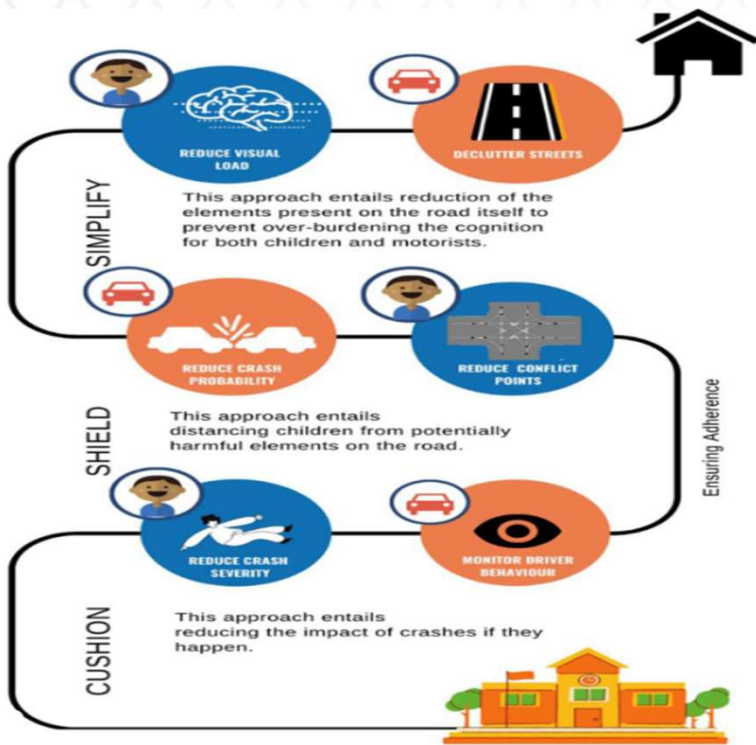 REDUCE VISUAL
LOAD
DECLUTTER STREETS
SIMPLIFY
This approach entails reduction of the
elements present on the road itself to
prevent over-burdening the cognition
for both children and motorists.
REDUCE CRASH
PROBABILITY
REDUCE CONFLICT
POINTS
SHIELD
This approach entails
distancing children from potentially
harmful elements on the road.
Ensuring Adherence
REDUCE CRASH
SEVERITY
MONITOR DRIVER
BEHAVIOUR
CUSHION
This approach entails
reducing the impact of crashes if they
happen.